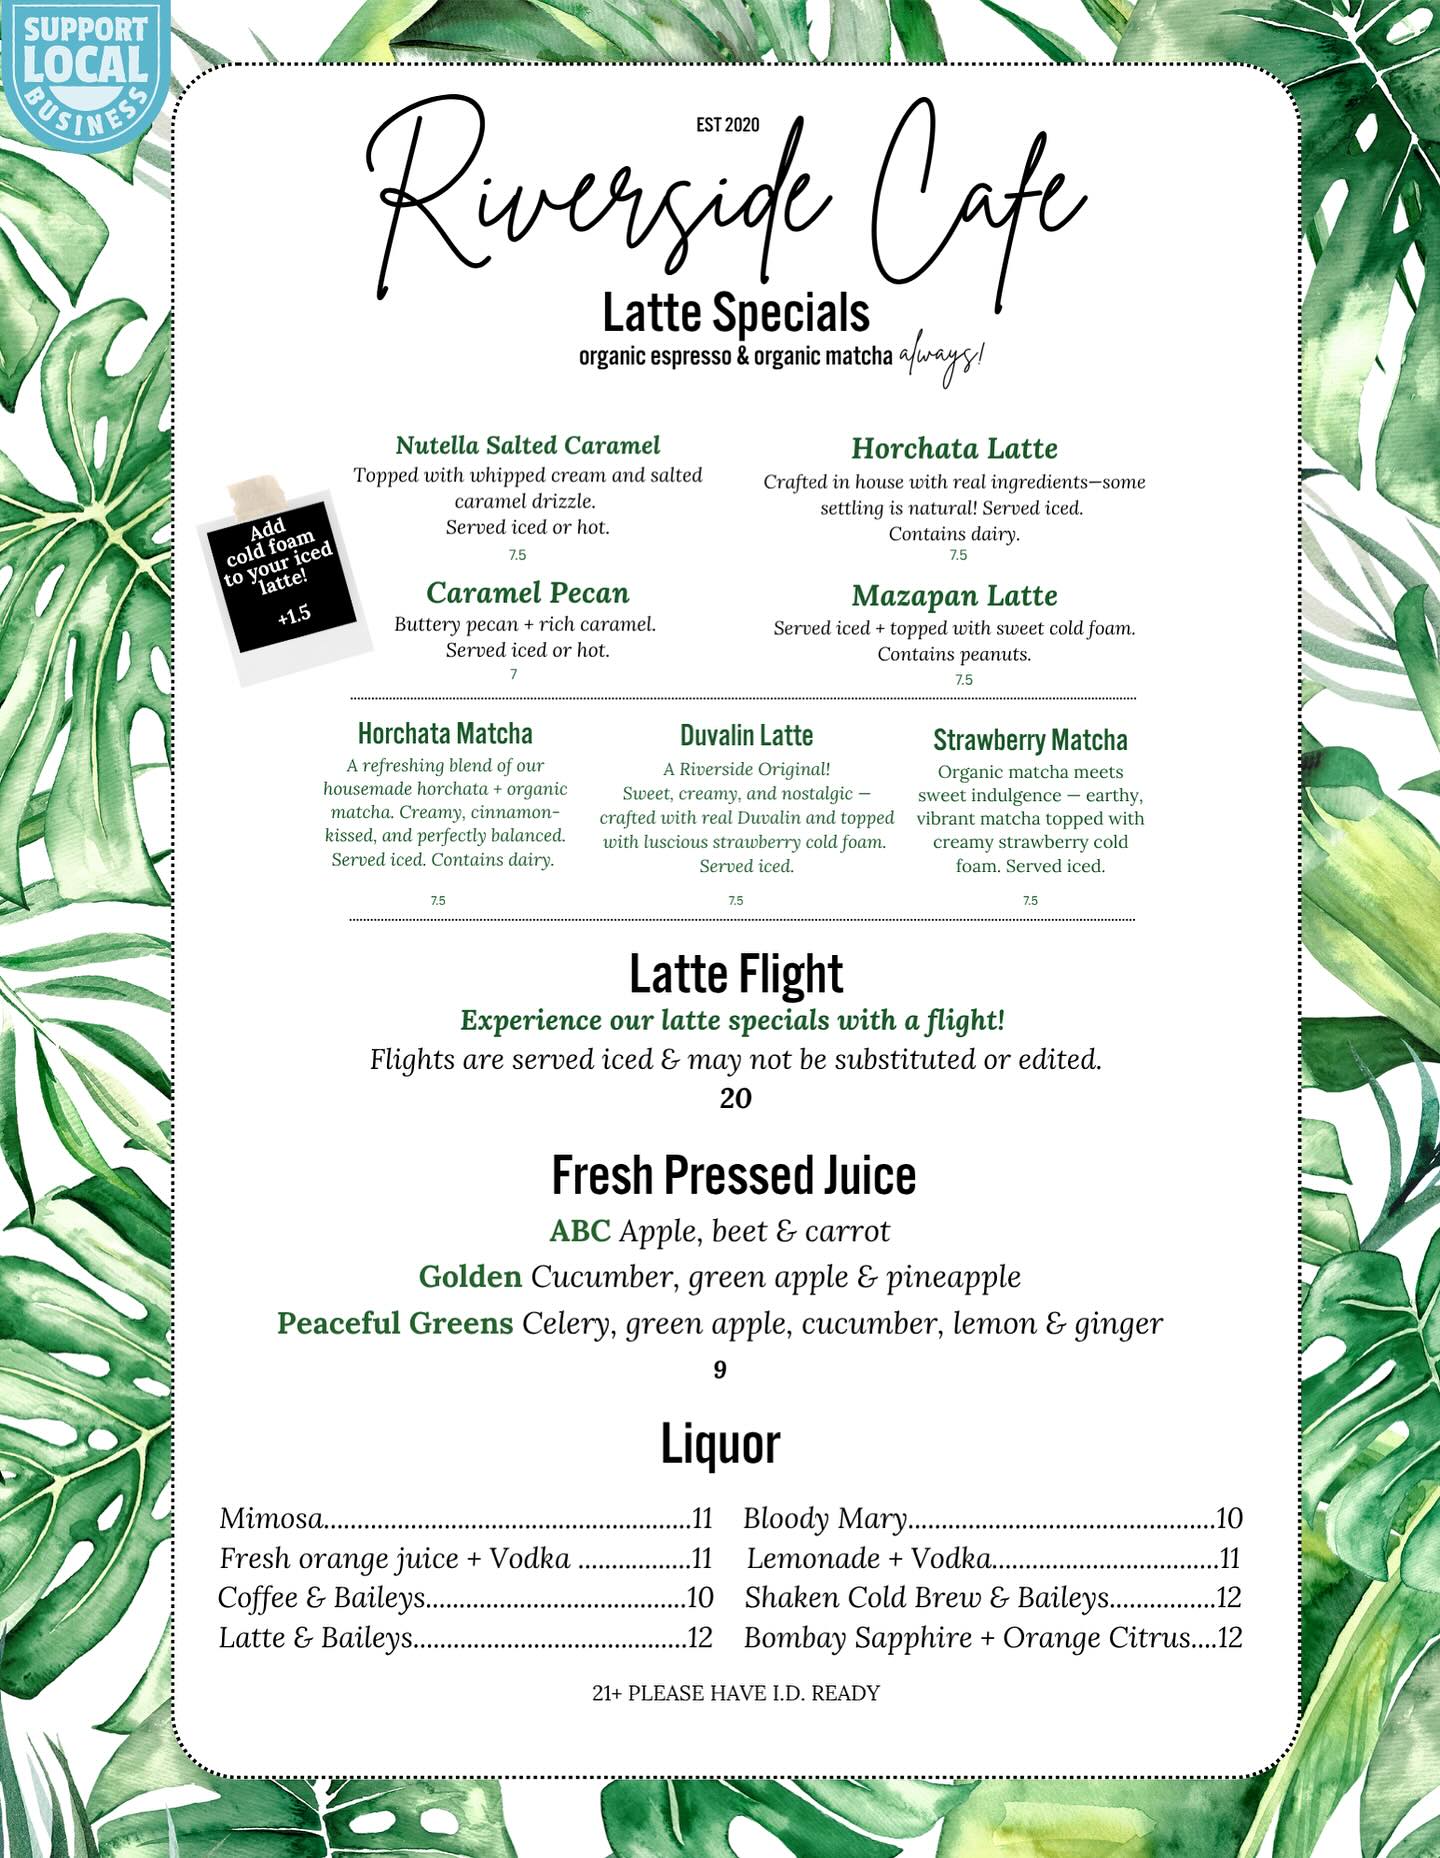 SUPPORT
LOCAL
BUSINESS
EST 2020
Riverside Cafe
Latte Specials
organic espresso & organic matcha always!
Nutella Salted Caramel
Topped with whipped cream and salted
caramel drizzle.
Served iced or hot.
7.5
Horchata Latte
Crafted in house with real ingredients—some
settling is natural! Served iced.
Contains dairy.
7.5
Add
cold foam
to your iced
latte!
+1.5
Caramel Pecan
Buttery pecan + rich caramel.
Served iced or hot.
7
Mazapan Latte
Served iced + topped with sweet cold foam.
Contains peanuts.
7.5
Horchata Matcha
A refreshing blend of our
housemade horchata + organic
matcha. Creamy, cinnamon-
kissed, and perfectly balanced.
Served iced. Contains dairy.
7.5
Duvalin Latte
A Riverside Original!
Sweet, creamy, and nostalgic —
crafted with real Duvalin and topped
with luscious strawberry cold foam.
Served iced.
7.5
Strawberry Matcha
Organic matcha meets
sweet indulgence — earthy,
vibrant matcha topped with
creamy strawberry cold
foam. Served iced.
7.5
Latte Flight
Experience our latte specials with a flight!
Flights are served iced & may not be substituted or edited.
20
Fresh Pressed Juice
ABC Apple, beet & carrot
Golden Cucumber, green apple & pineapple
Peaceful Greens Celery, green apple, cucumber, lemon & ginger
9
Liquor
Mimosa............................................11
Fresh orange juice + Vodka .................11
Coffee & Baileys...................................10
Latte & Baileys.................................12
Bloody Mary.....................................10
Lemonade + Vodka...........................11
Shaken Cold Brew & Baileys................12
Bombay Sapphire + Orange Citrus....12
21+ PLEASE HAVE I.D. READY